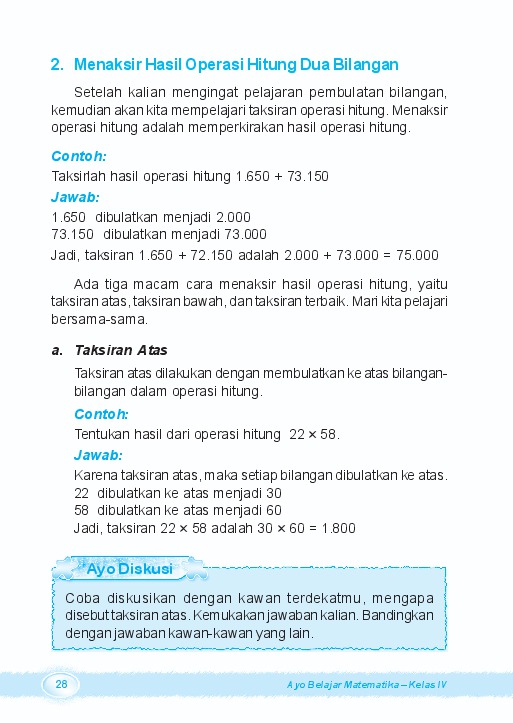 2. Menaksir Hasil Operasi Hitung Dua Bilangan
Setelah kalian mengingat pelajaran pembulatan bilangan,
kemudian akan kita mempelajari taksiran operasi hitung. Menaksir
operasi hitung adalah memperkirakan hasil operasi hitung.
Contoh:
Taksirlah hasil operasi hitung 1.650 + 73.150
Jawab:
1.650 dibulatkan menjadi 2.000
73.150 dibulatkan menjadi 73.000
Jadi, taksiran 1.650 + 72.150 adalah 2.000 + 73.000 = 75.000
Ada tiga macam cara menaksir hasil operasi hitung, yaitu
taksiran atas, taksiran bawah, dan taksiran terbaik. Mari kita pelajari
bersama-sama.
a. Taksiran Atas
Taksiran atas dilakukan dengan membulatkan ke atas bilangan-
bilangan dalam operasi hitung.
Contoh:
Tentukan hasil dari operasi hitung 22 × 58.
Jawab:
Karena taksiran atas, maka setiap bilangan dibulatkan ke atas.
22 dibulatkan ke atas menjadi 30
58 dibulatkan ke atas menjadi 60
Jadi, taksiran 22 × 58 adalah 30 × 60 = 1.800
Ayo Diskusi
Coba diskusikan dengan kawan terdekatmu, mengapa
disebut taksiran atas. Kemukakan jawaban kalian. Bandingkan
dengan jawaban kawan-kawan yang lain.
28 Ayo Belajar Matematika – Kelas IV